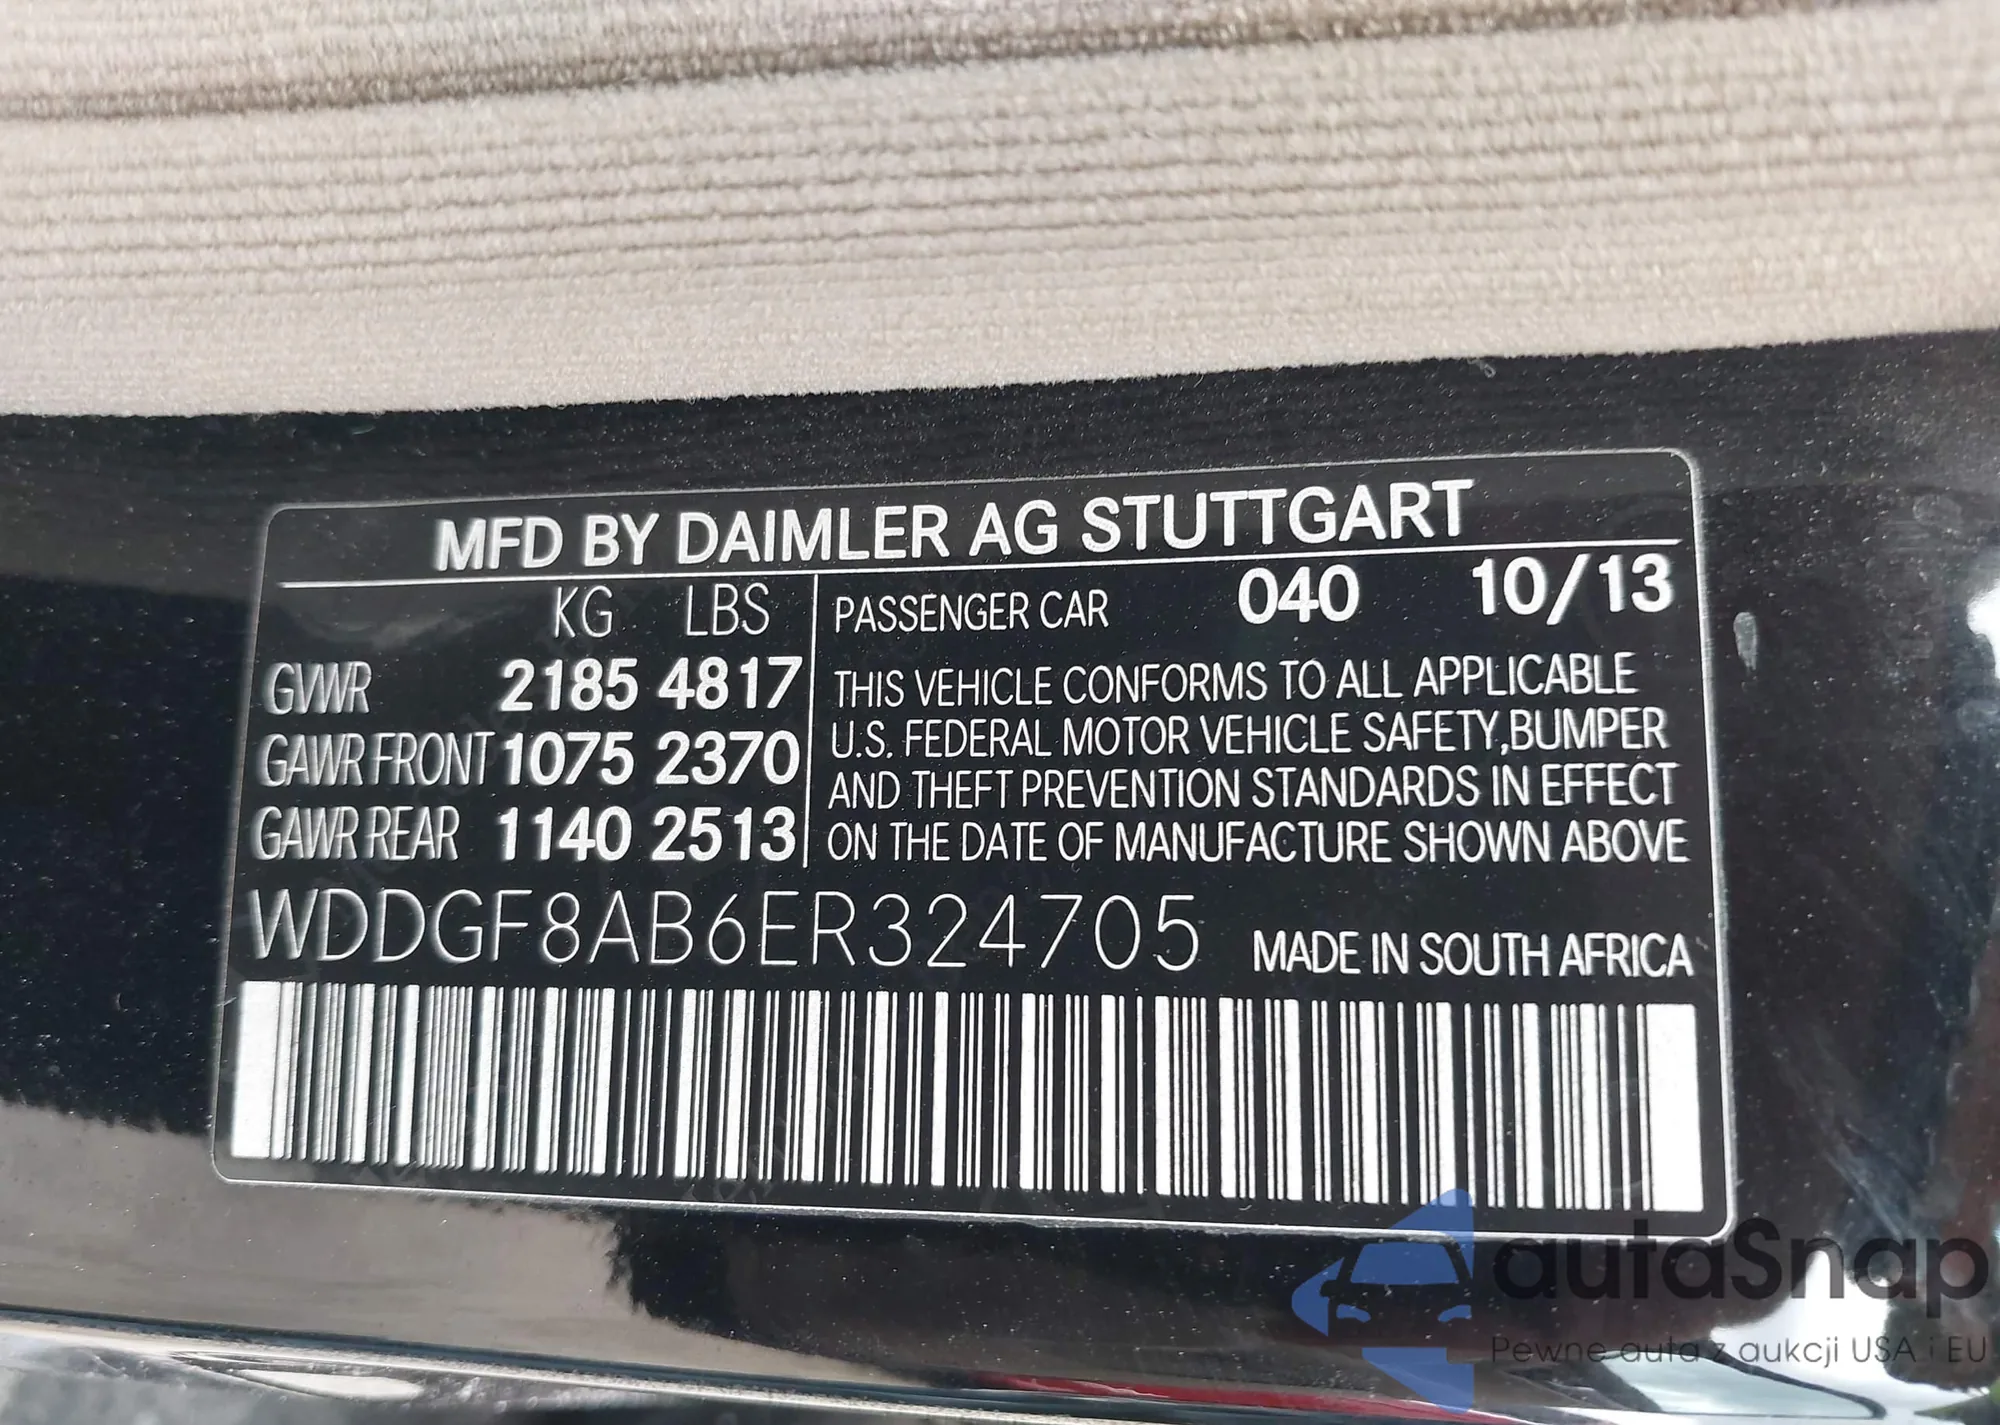 MFD BY DAIMLER AG STUTTGART
KG LBS
GVWR 2185 4817
GAWR FRONT 1075 2370
GAWR REAR 1140 2513
PASSENGER CAR 040 10/13
THIS VEHICLE CONFORMS TO ALL APPLICABLE
U.S. FEDERAL MOTOR VEHICLE SAFETY,BUMPER
AND THEFT PREVENTION STANDARDS IN EFFECT
ON THE DATE OF MANUFACTURE SHOWN ABOVE
WDDGF8AB6ER324705 MADE IN SOUTH AFRICA
autaSnap
Pewne auta z aukcji USA i EU